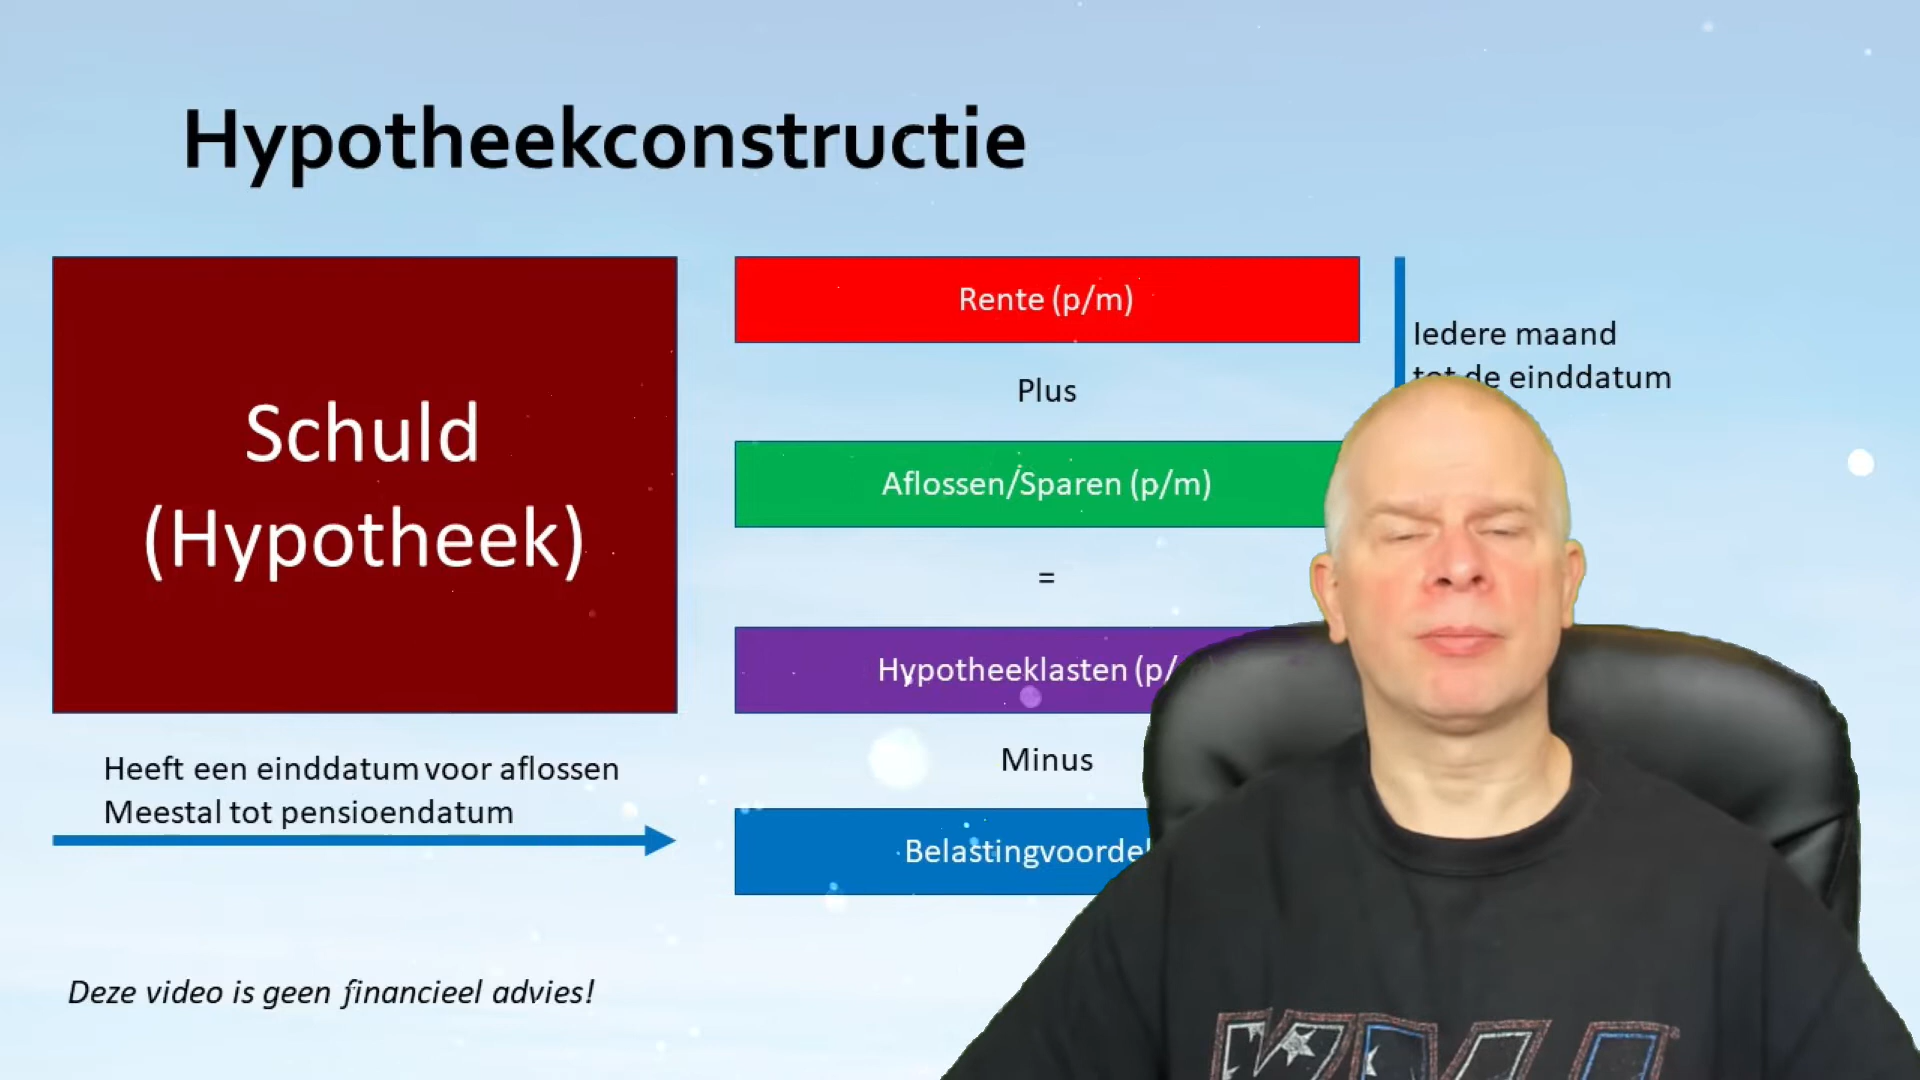 Hypotheekconstructie
Schuld
(Hypotheek)
Heeft een einddatum voor aflossen
Meestal tot pensioendatum
Rente (p/m)
Plus
Aflossen/Sparen (p/m)
=
Hypotheeklasten (p/
Minus
Iedere maand
tot de einddatum
Deze video is geen financieel advies!